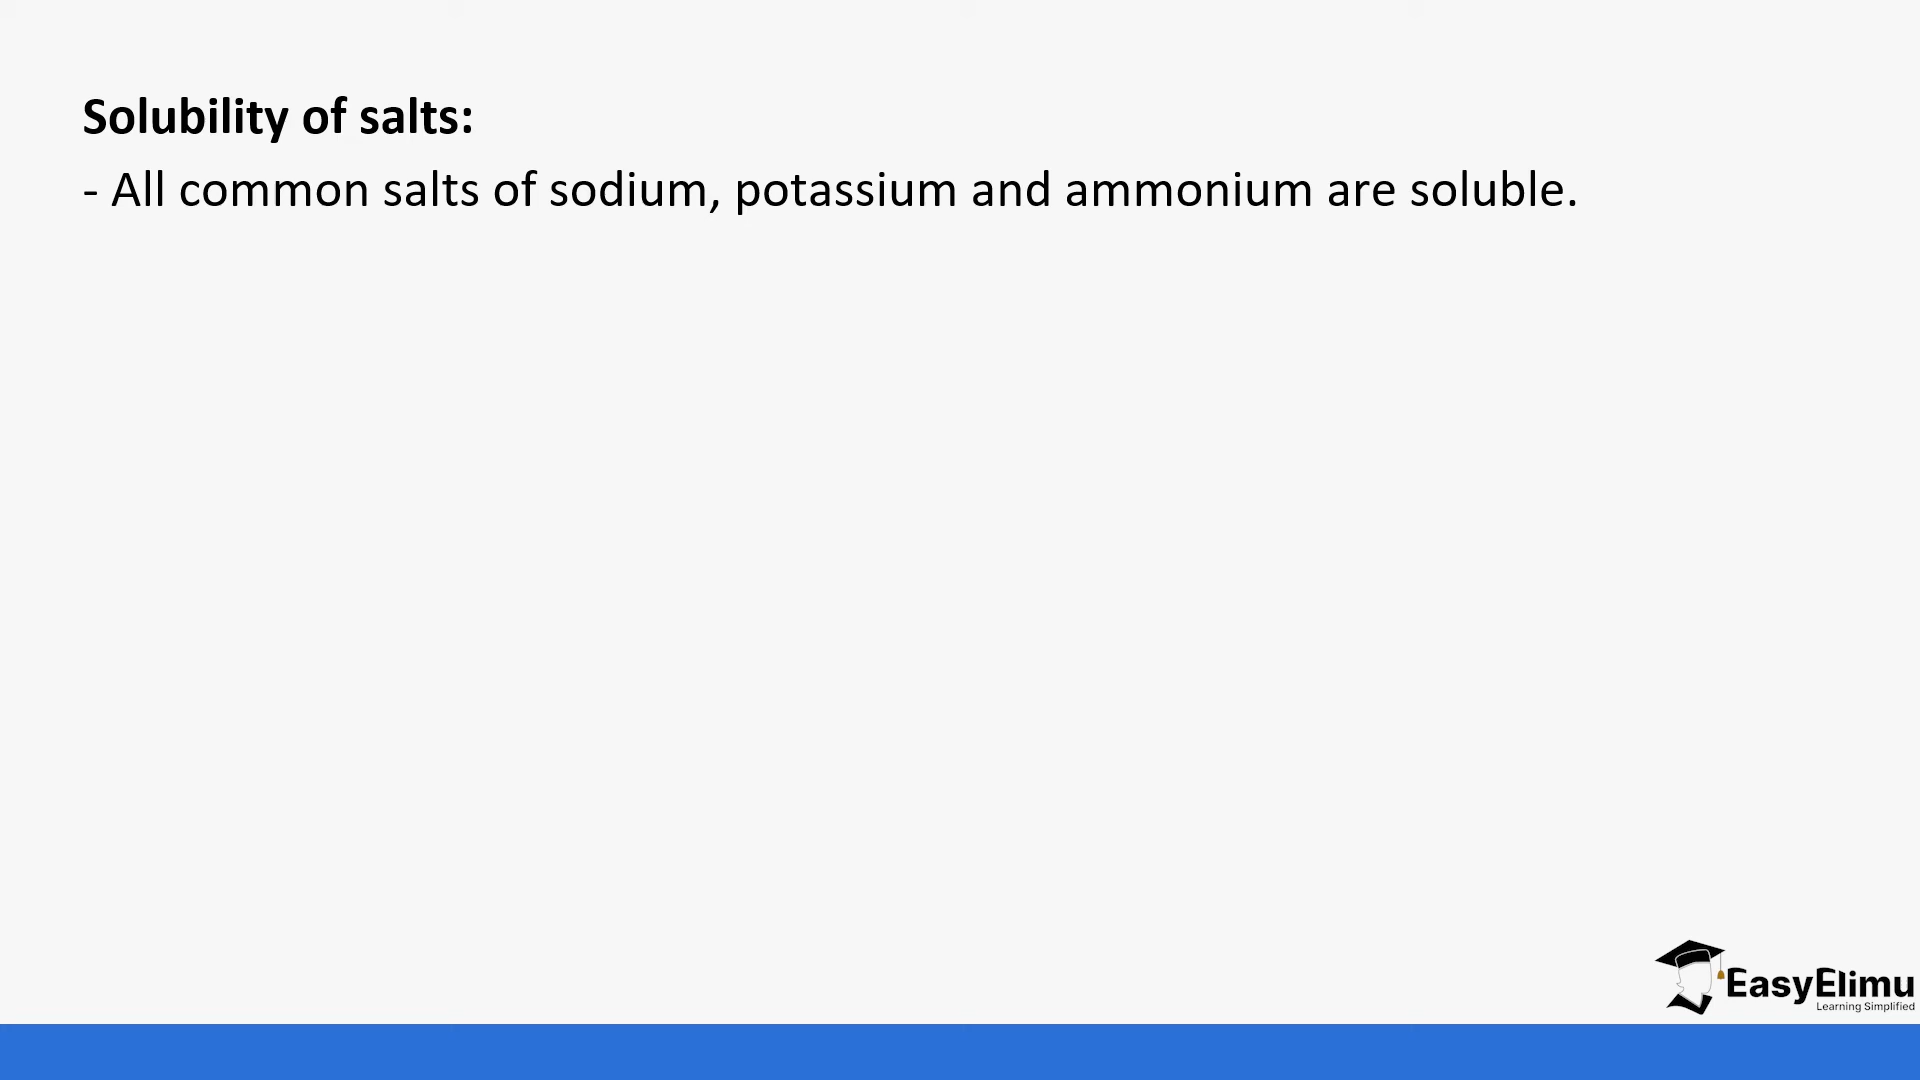 Solubility of salts:
- All common salts of sodium, potassium and ammonium are soluble.
EasyElimu
Learning Simplified